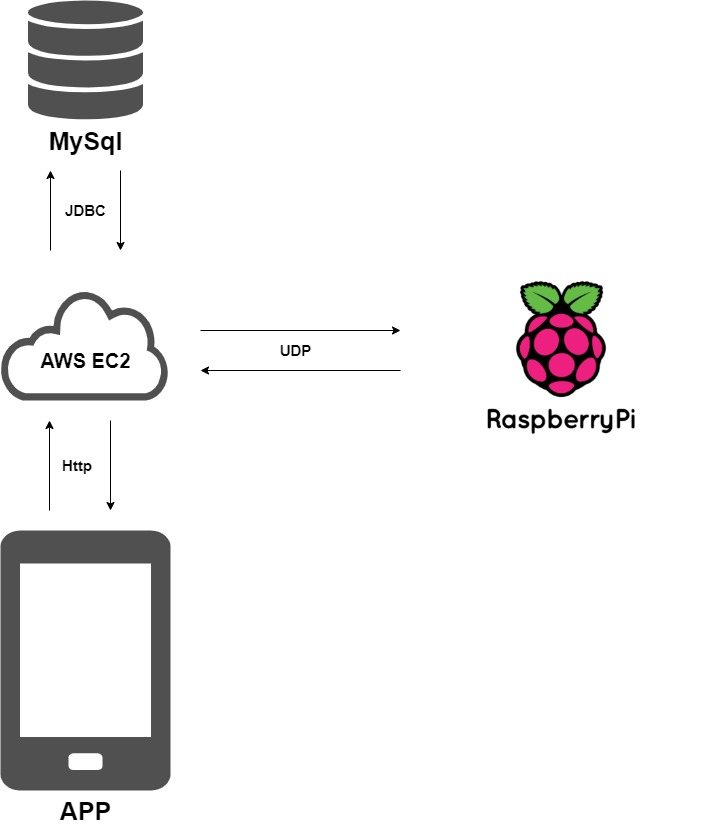 MySql
JDBC
AWS EC2
UDP
RaspberryPi
Http
APP